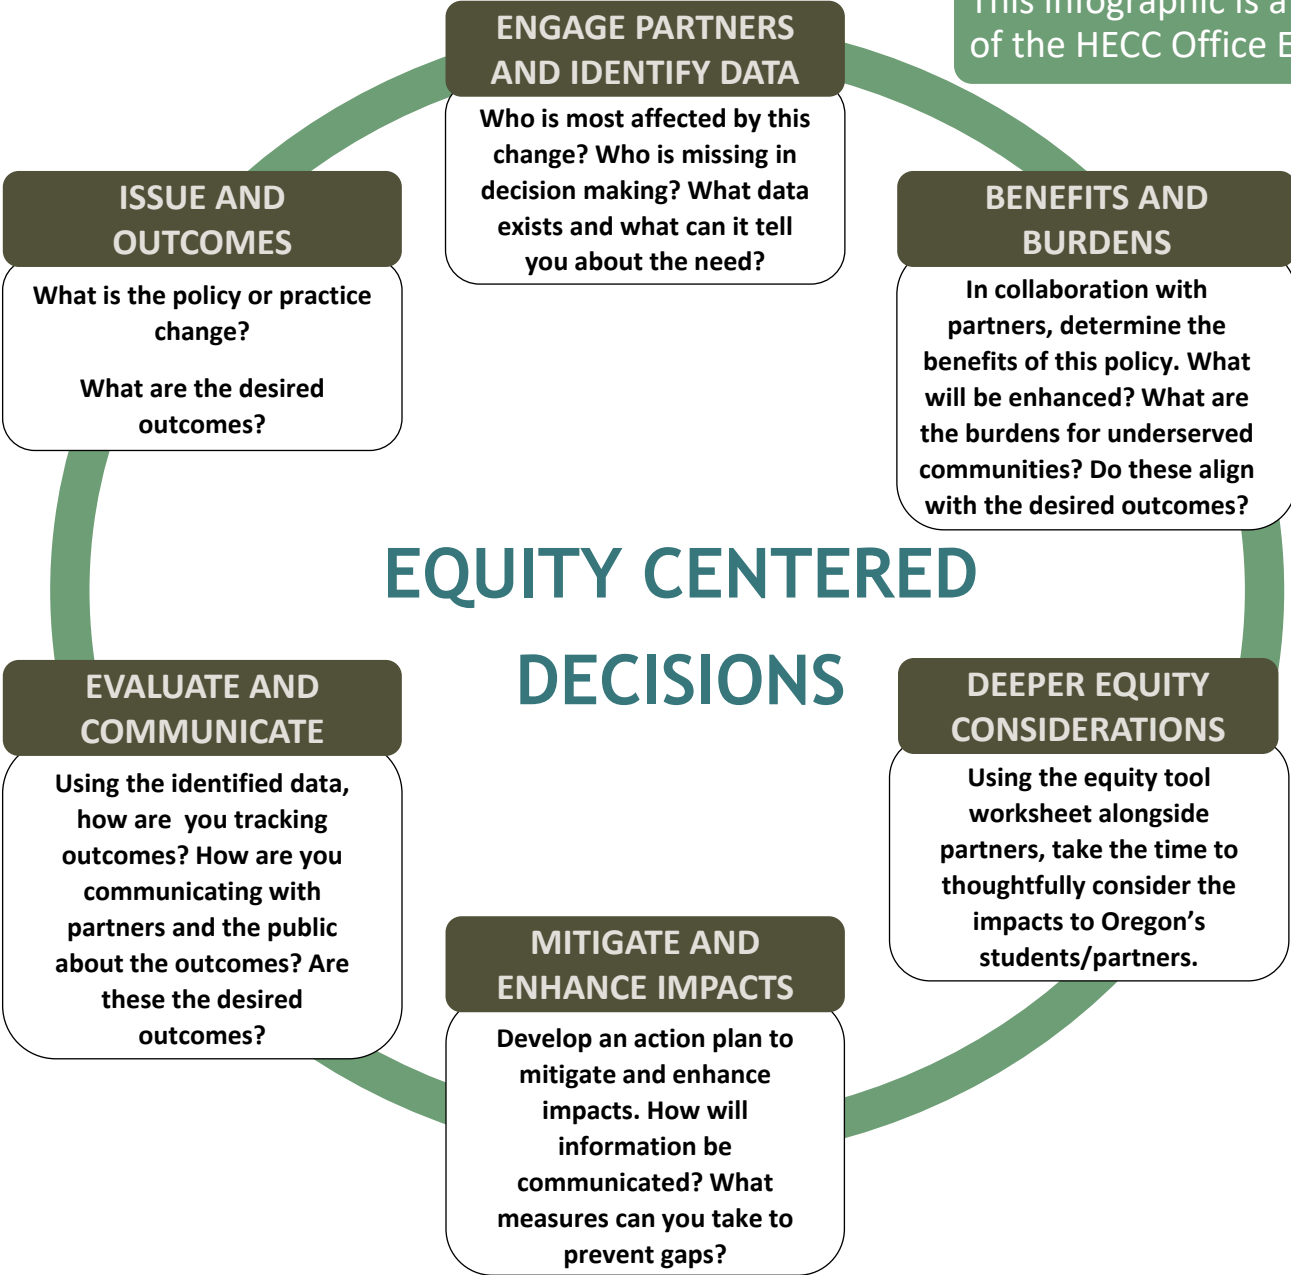 This infographic is a
of the HECC Office E
ENGAGE PARTNERS
AND IDENTIFY DATA
Who is most affected by this
change? Who is missing in
decision making? What data
exists and what can it tell
you about the need?
ISSUE AND
OUTCOMES
What is the policy or practice
change?
What are the desired
outcomes?
BENEFITS AND
BURDENS
In collaboration with
partners, determine the
benefits of this policy. What
will be enhanced? What are
the burdens for underserved
communities? Do these align
with the desired outcomes?
EQUITY CENTERED
DECISIONS
EVALUATE AND
COMMUNICATE
Using the identified data,
how are  you tracking
outcomes? How are you
communicating with
partners and the public
about the outcomes? Are
these the desired
outcomes?
DEEPER EQUITY
CONSIDERATIONS
Using the equity tool
worksheet alongside
partners, take the time to
thoughtfully consider the
impacts to Oregon’s
students/partners.
MITIGATE AND
ENHANCE IMPACTS
Develop an action plan to
mitigate and enhance
impacts. How will
information be
communicated? What
measures can you take to
prevent gaps?